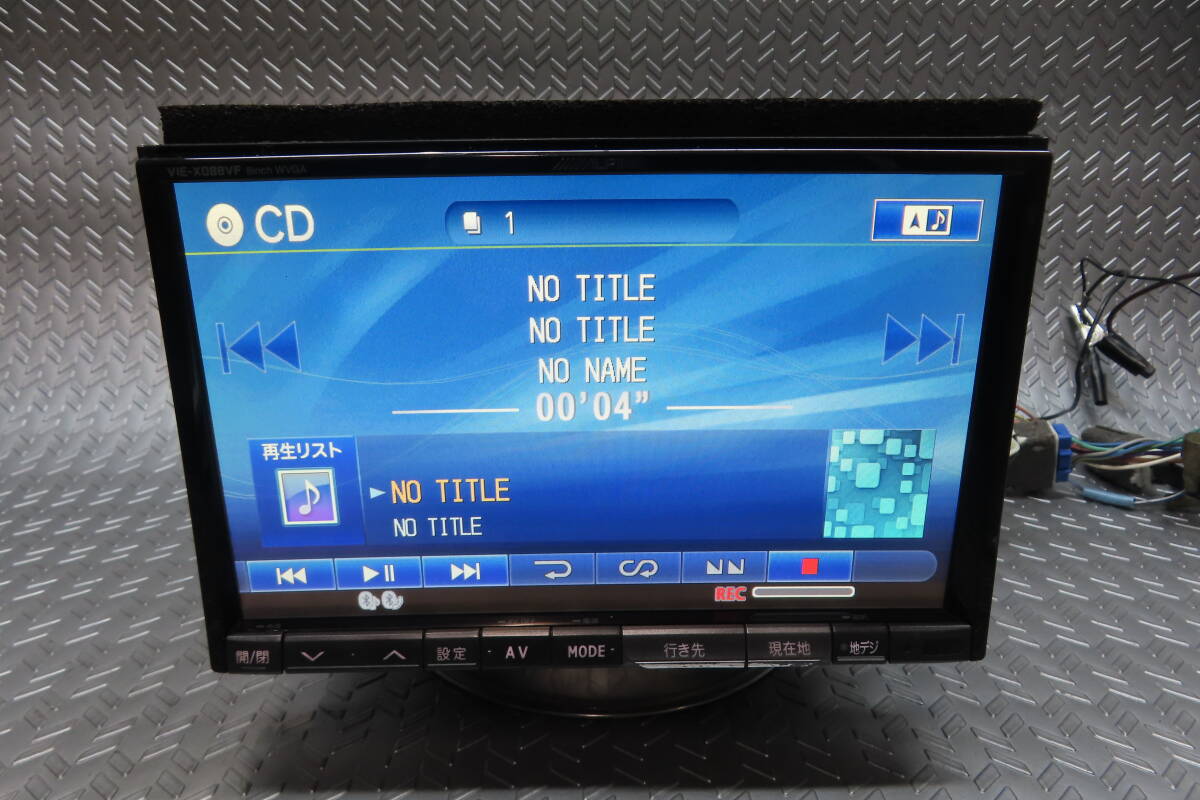 VIE-X088VF 8inch WVGA
ALPINE
CD
1
NO TITLE
NO TITLE
NO NAME
00'04"
再生リスト
NO TITLE
NO TITLE
REC
開/閉 設定 AV MODE 行き先 現在地 地デジ